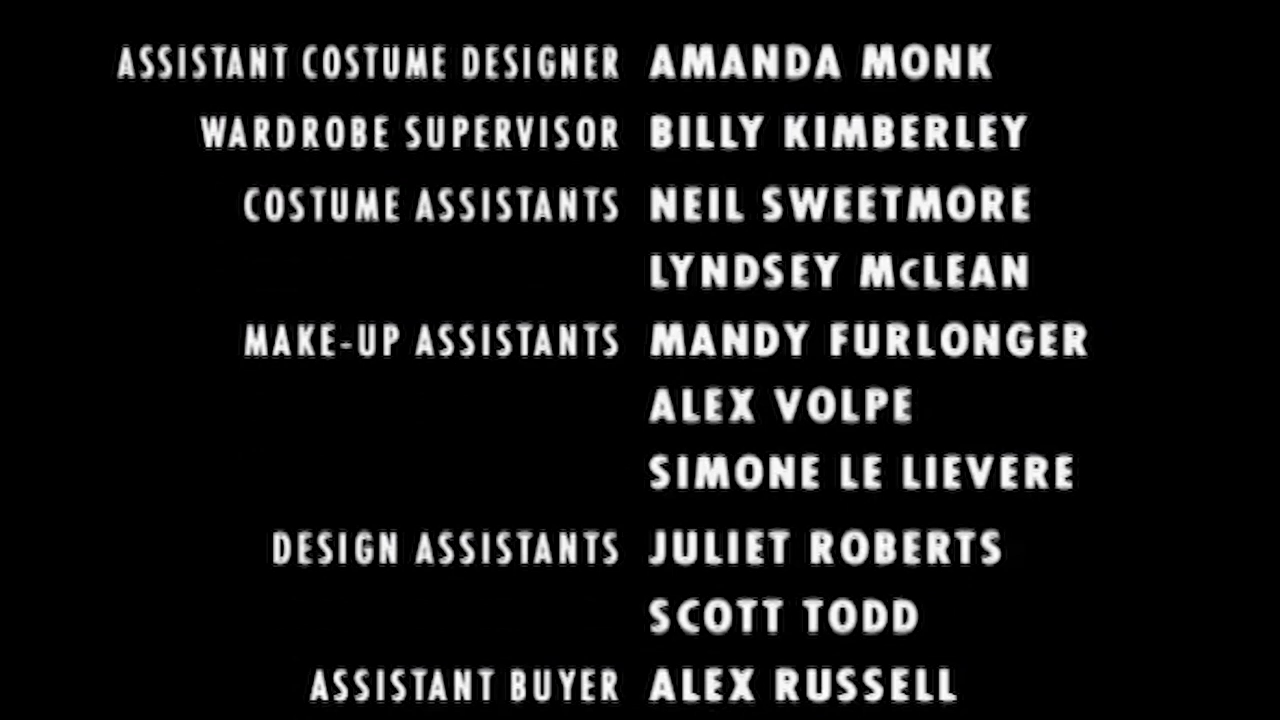 ASSISTANT COSTUME DESIGNER AMANDA MONK
WARDROBE SUPERVISOR BILLY KIMBERLEY
COSTUME ASSISTANTS NEIL SWEETMORE
LYNDSEY McLEAN
MAKE-UP ASSISTANTS MANDY FURLONGER
ALEX VOLPE
SIMONE LE LIEVERE
DESIGN ASSISTANTS JULIET ROBERTS
SCOTT TODD
ASSISTANT BUYER ALEX RUSSELL